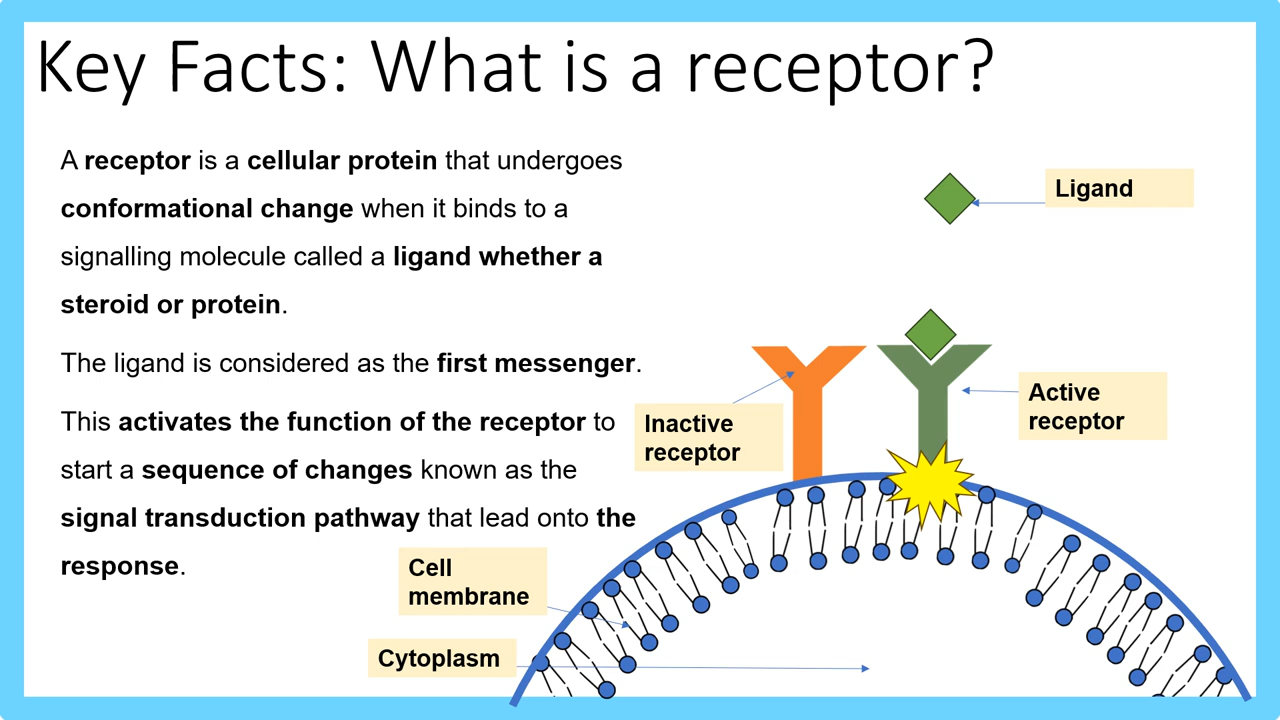 Key Facts: What is a receptor?
A receptor is a cellular protein that undergoes
conformational change when it binds to a
signalling molecule called a ligand whether a
steroid or protein.
The ligand is considered as the first messenger.
This activates the function of the receptor to
start a sequence of changes known as the
signal transduction pathway that lead onto the
response.
Ligand
Inactive
receptor
Active
receptor
Cell
membrane
Cytoplasm